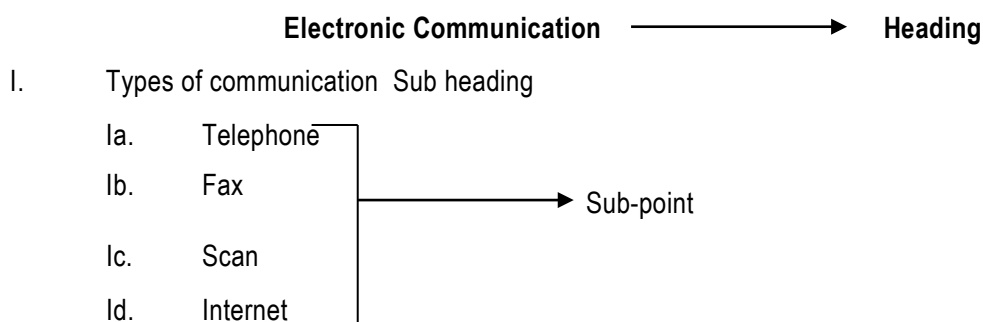 Electronic Communication Heading
I. Types of communication Sub heading
Ia. Telephone
Ib. Fax
Sub-point
Ic. Scan
Id. Internet